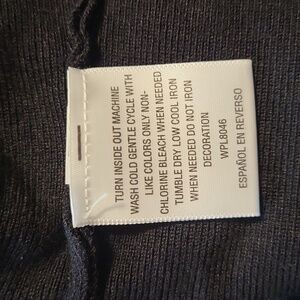 TURN INSIDE OUT MACHINE
WASH COLD GENTLE CYCLE WITH
LIKE COLORS ONLY NON-
CHLORINE BLEACH WHEN NEEDED
TUMBLE DRY LOW COOL IRON
WHEN NEEDED DO NOT IRON
DECORATION
WPL8046
ESPAÑOL EN REVERSO